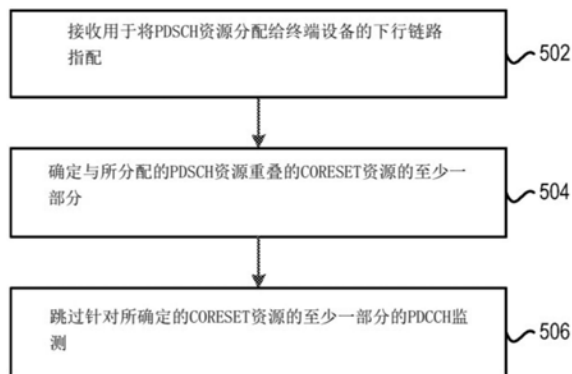 接收用于将PDSCH资源分配给终端设备的下行链路
指配
502
确定与所分配的PDSCH资源重叠的CORESET资源的至少一
部分
504
跳过针对所确定的CORESET资源的至少一部分的PDCCH监
测
506